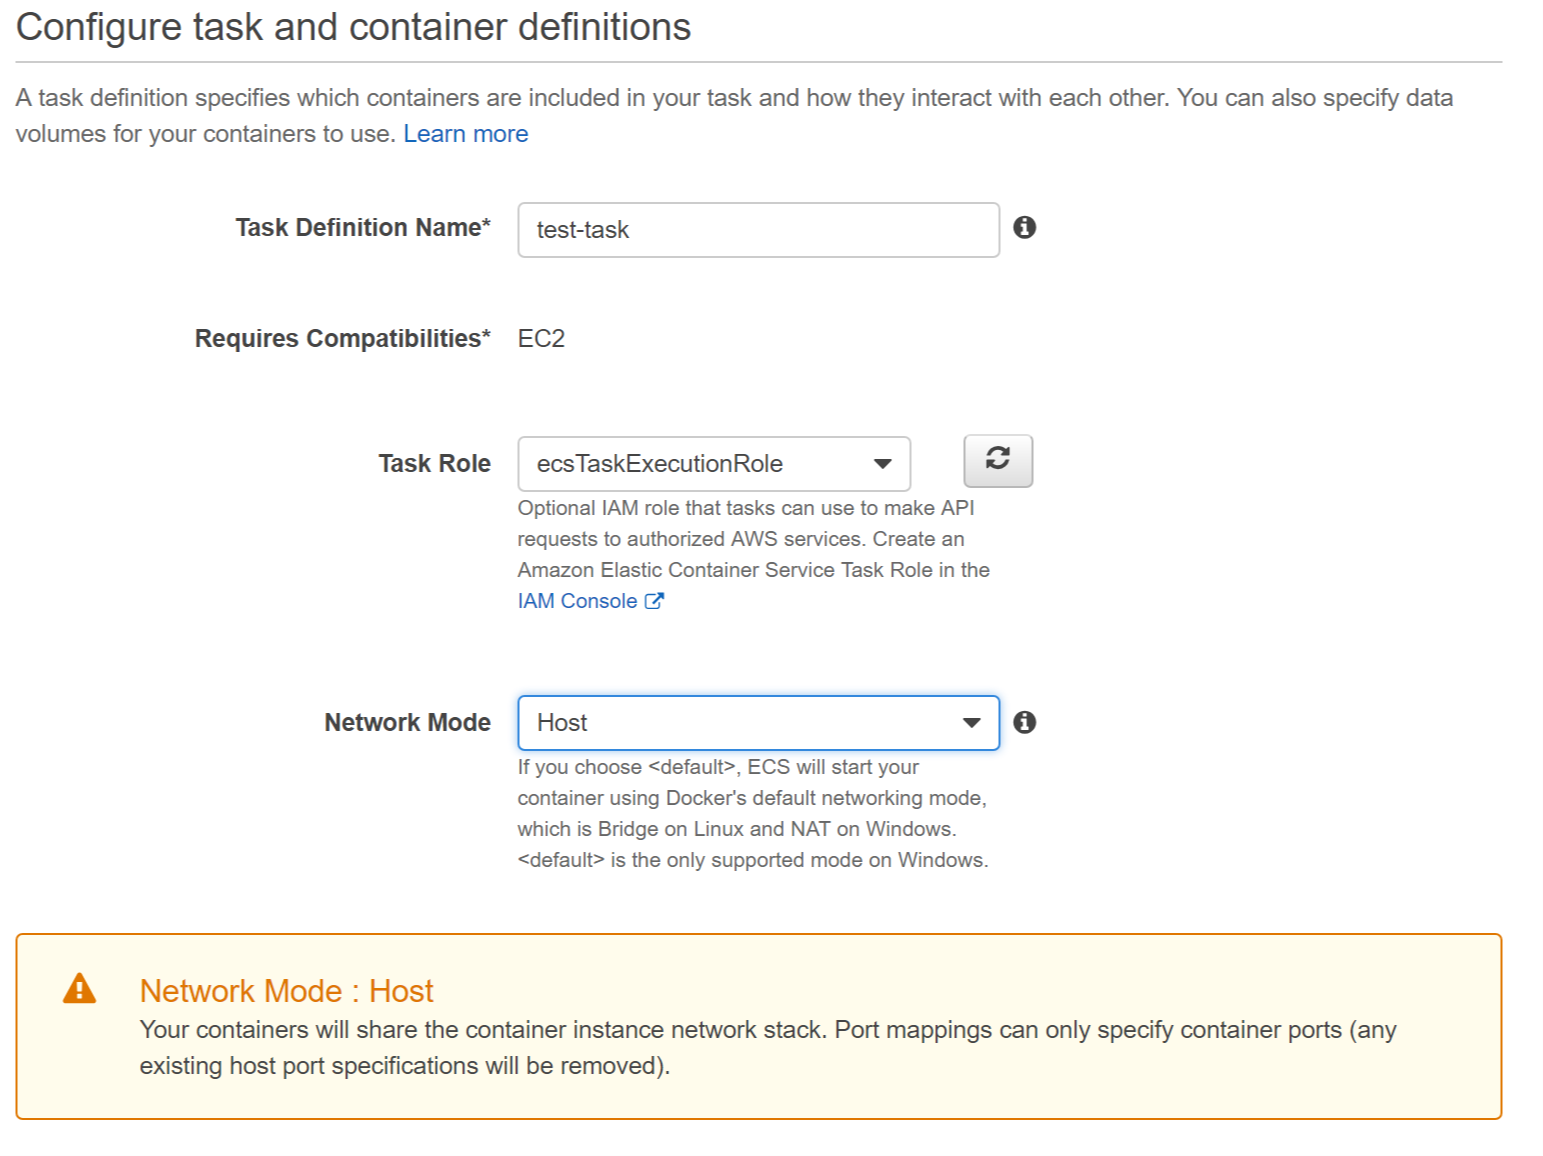 Configure task and container definitions
A task definition specifies which containers are included in your task and how they interact with each other. You can also specify data
volumes for your containers to use. Learn more
Task Definition Name* test-task
Requires Compatibilities* EC2
Task Role ecsTaskExecutionRole
Optional IAM role that tasks can use to make API
requests to authorized AWS services. Create an
Amazon Elastic Container Service Task Role in the
IAM Console
Network Mode Host
If you choose <default>, ECS will start your
container using Docker's default networking mode,
which is Bridge on Linux and NAT on Windows.
<default> is the only supported mode on Windows.
Network Mode : Host
Your containers will share the container instance network stack. Port mappings can only specify container ports (any
existing host port specifications will be removed).